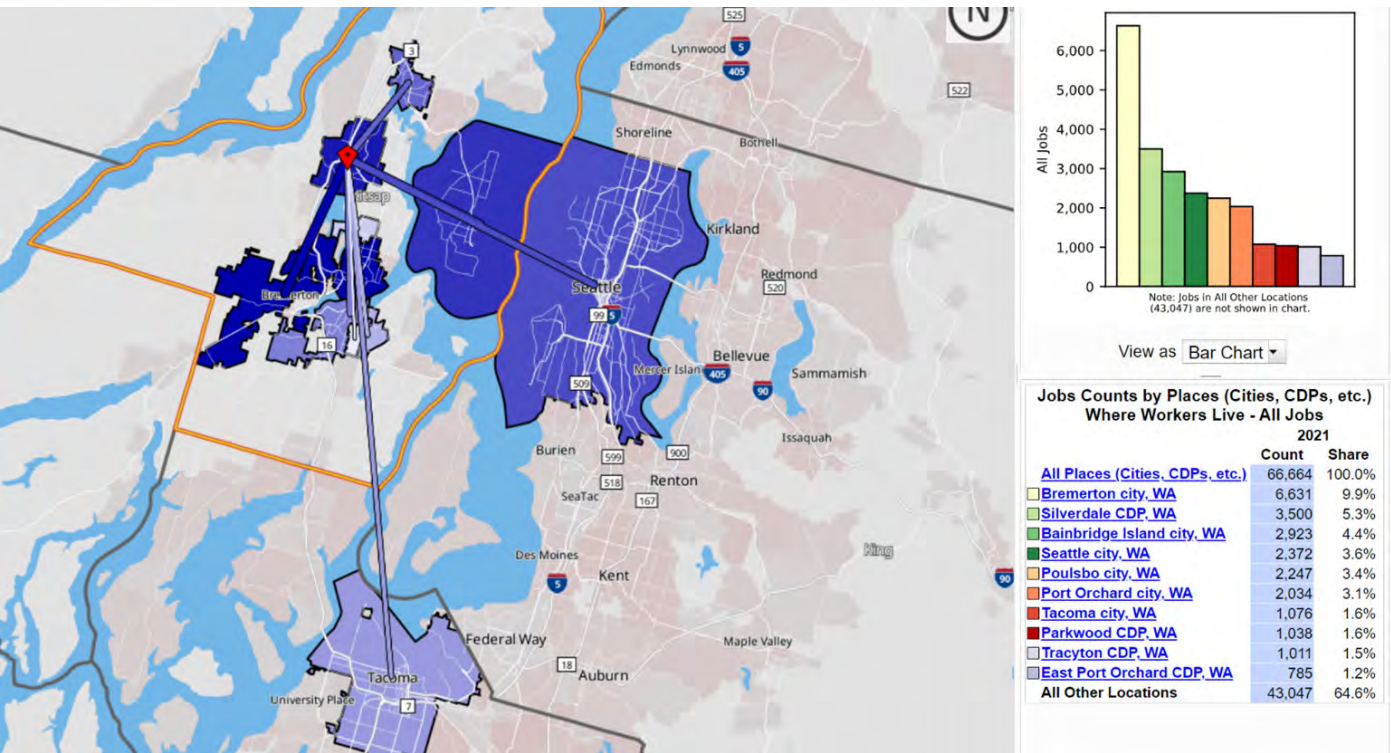 N
525
3
Lynnwood
5
Edmonds
405
522
Shoreline
Bothell
Kirkland
Redmond
520
Seattle
99
5
16
Bellevue
Mercer Island
405
90
Sammamish
509
Issaquah
Burien
599
900
518
Renton
SeaTac
167
King
Des Moines
5
Kent
90
Federal Way
Maple Valley
18
Auburn
Tacoma
University Place
7
All Jobs
6,000
5,000
4,000
3,000
2,000
1,000
0
Note: Jobs in All Other Locations
(43,047) are not shown in chart.
View as Bar Chart
Jobs Counts by Places (Cities, CDPs, etc.)
Where Workers Live - All Jobs
2021
Count Share
All Places (Cities, CDPs, etc.) 66,664 100.0%
Bremerton city, WA 6,631 9.9%
Silverdale CDP, WA 3,500 5.3%
Bainbridge Island city, WA 2,923 4.4%
Seattle city, WA 2,372 3.6%
Poulsbo city, WA 2,247 3.4%
Port Orchard city, WA 2,034 3.1%
Tacoma city, WA 1,076 1.6%
Parkwood CDP, WA 1,038 1.6%
Tracyton CDP, WA 1,011 1.5%
East Port Orchard CDP, WA 785 1.2%
All Other Locations 43,047 64.6%